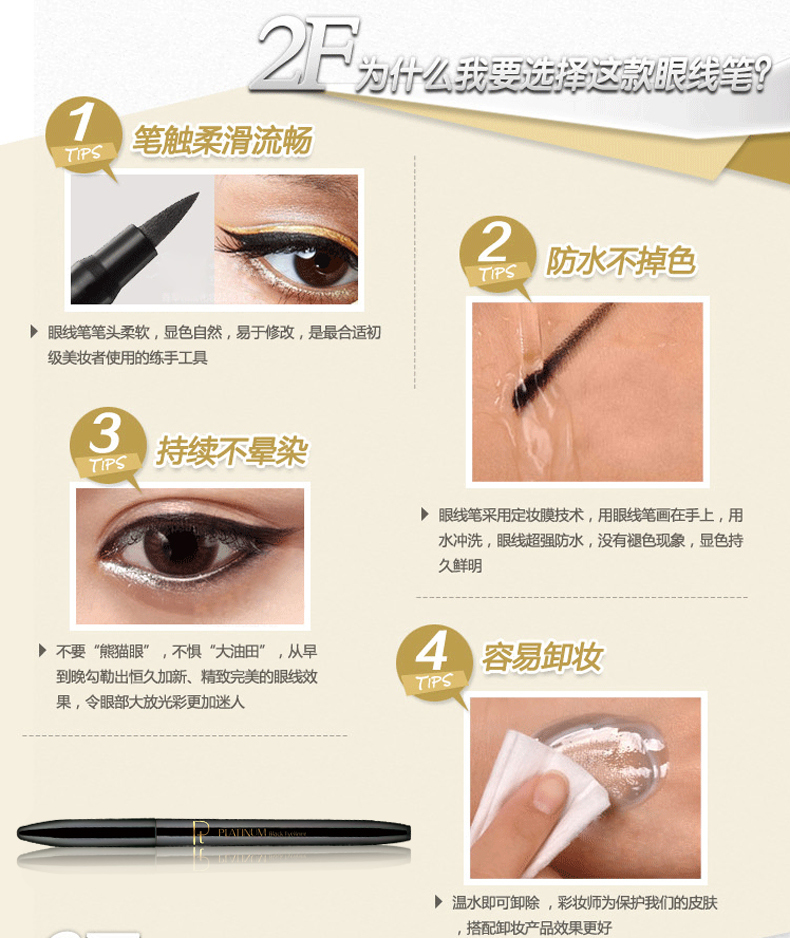 2F 为什么我要选择这款眼线笔?
1
TIPS
笔触柔滑流畅
眼线笔笔头柔软，显色自然，易于修改，是最合适初
级美妆者使用的练手工具
2
TIPS
防水不掉色
眼线笔采用定妆膜技术，用眼线笔画在手上，用
水冲洗，眼线超强防水，没有褪色现象，显色持
久鲜明
3
TIPS
持续不晕染
不要“熊猫眼”，不惧“大油田”，从早
到晚勾勒出恒久加新、精致完美的眼线效
果，令眼部大放光彩更加迷人
4
TIPS
容易卸妆
温水即可卸除 ，彩妆师为保护我们的皮肤
，搭配卸妆产品效果更好
Pt PLATINUM Black Eyeliner